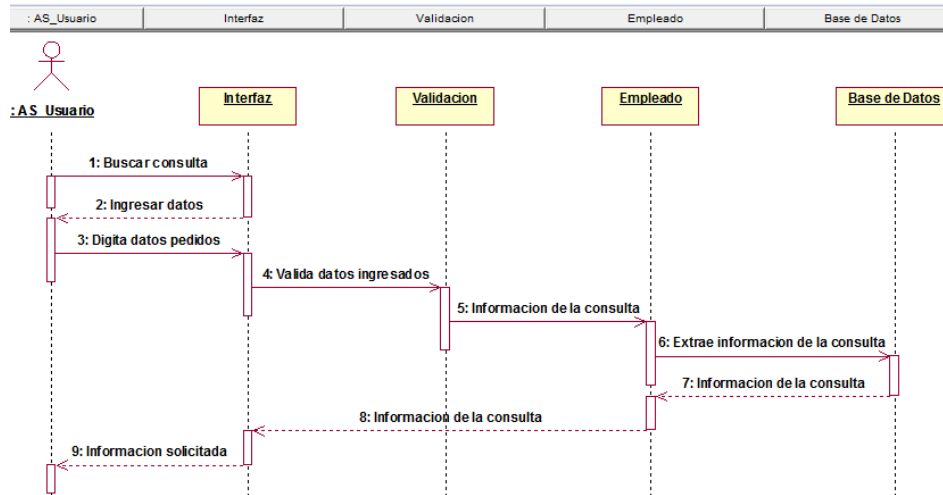 : AS_Usuario
Interfaz
Validacion
Empleado
Base de Datos
: AS_Usuario
Interfaz
Validacion
Empleado
Base de Datos
1: Buscar consulta
2: Ingresar datos
3: Digita datos pedidos
4: Valida datos ingresados
5: Informacion de la consulta
6: Extrae informacion de la consulta
7: Informacion de la consulta
8: Informacion de la consulta
9: Informacion solicitada